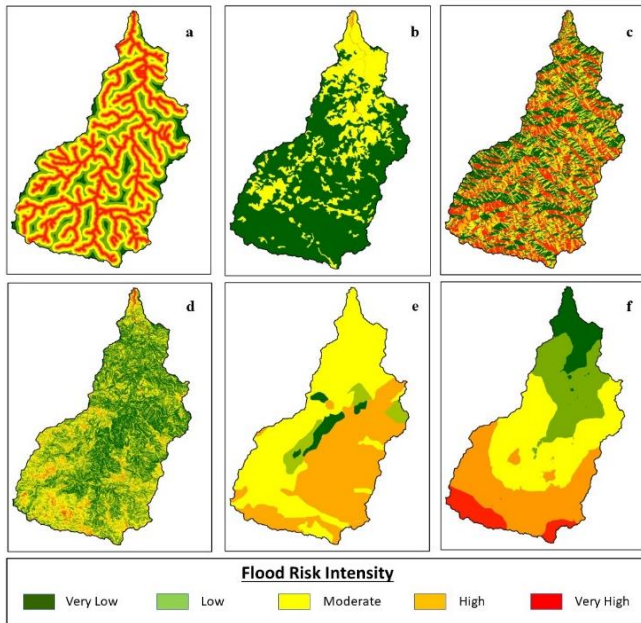 a
b
c
d
e
f
Flood Risk Intensity
Very Low
Low
Moderate
High
Very High